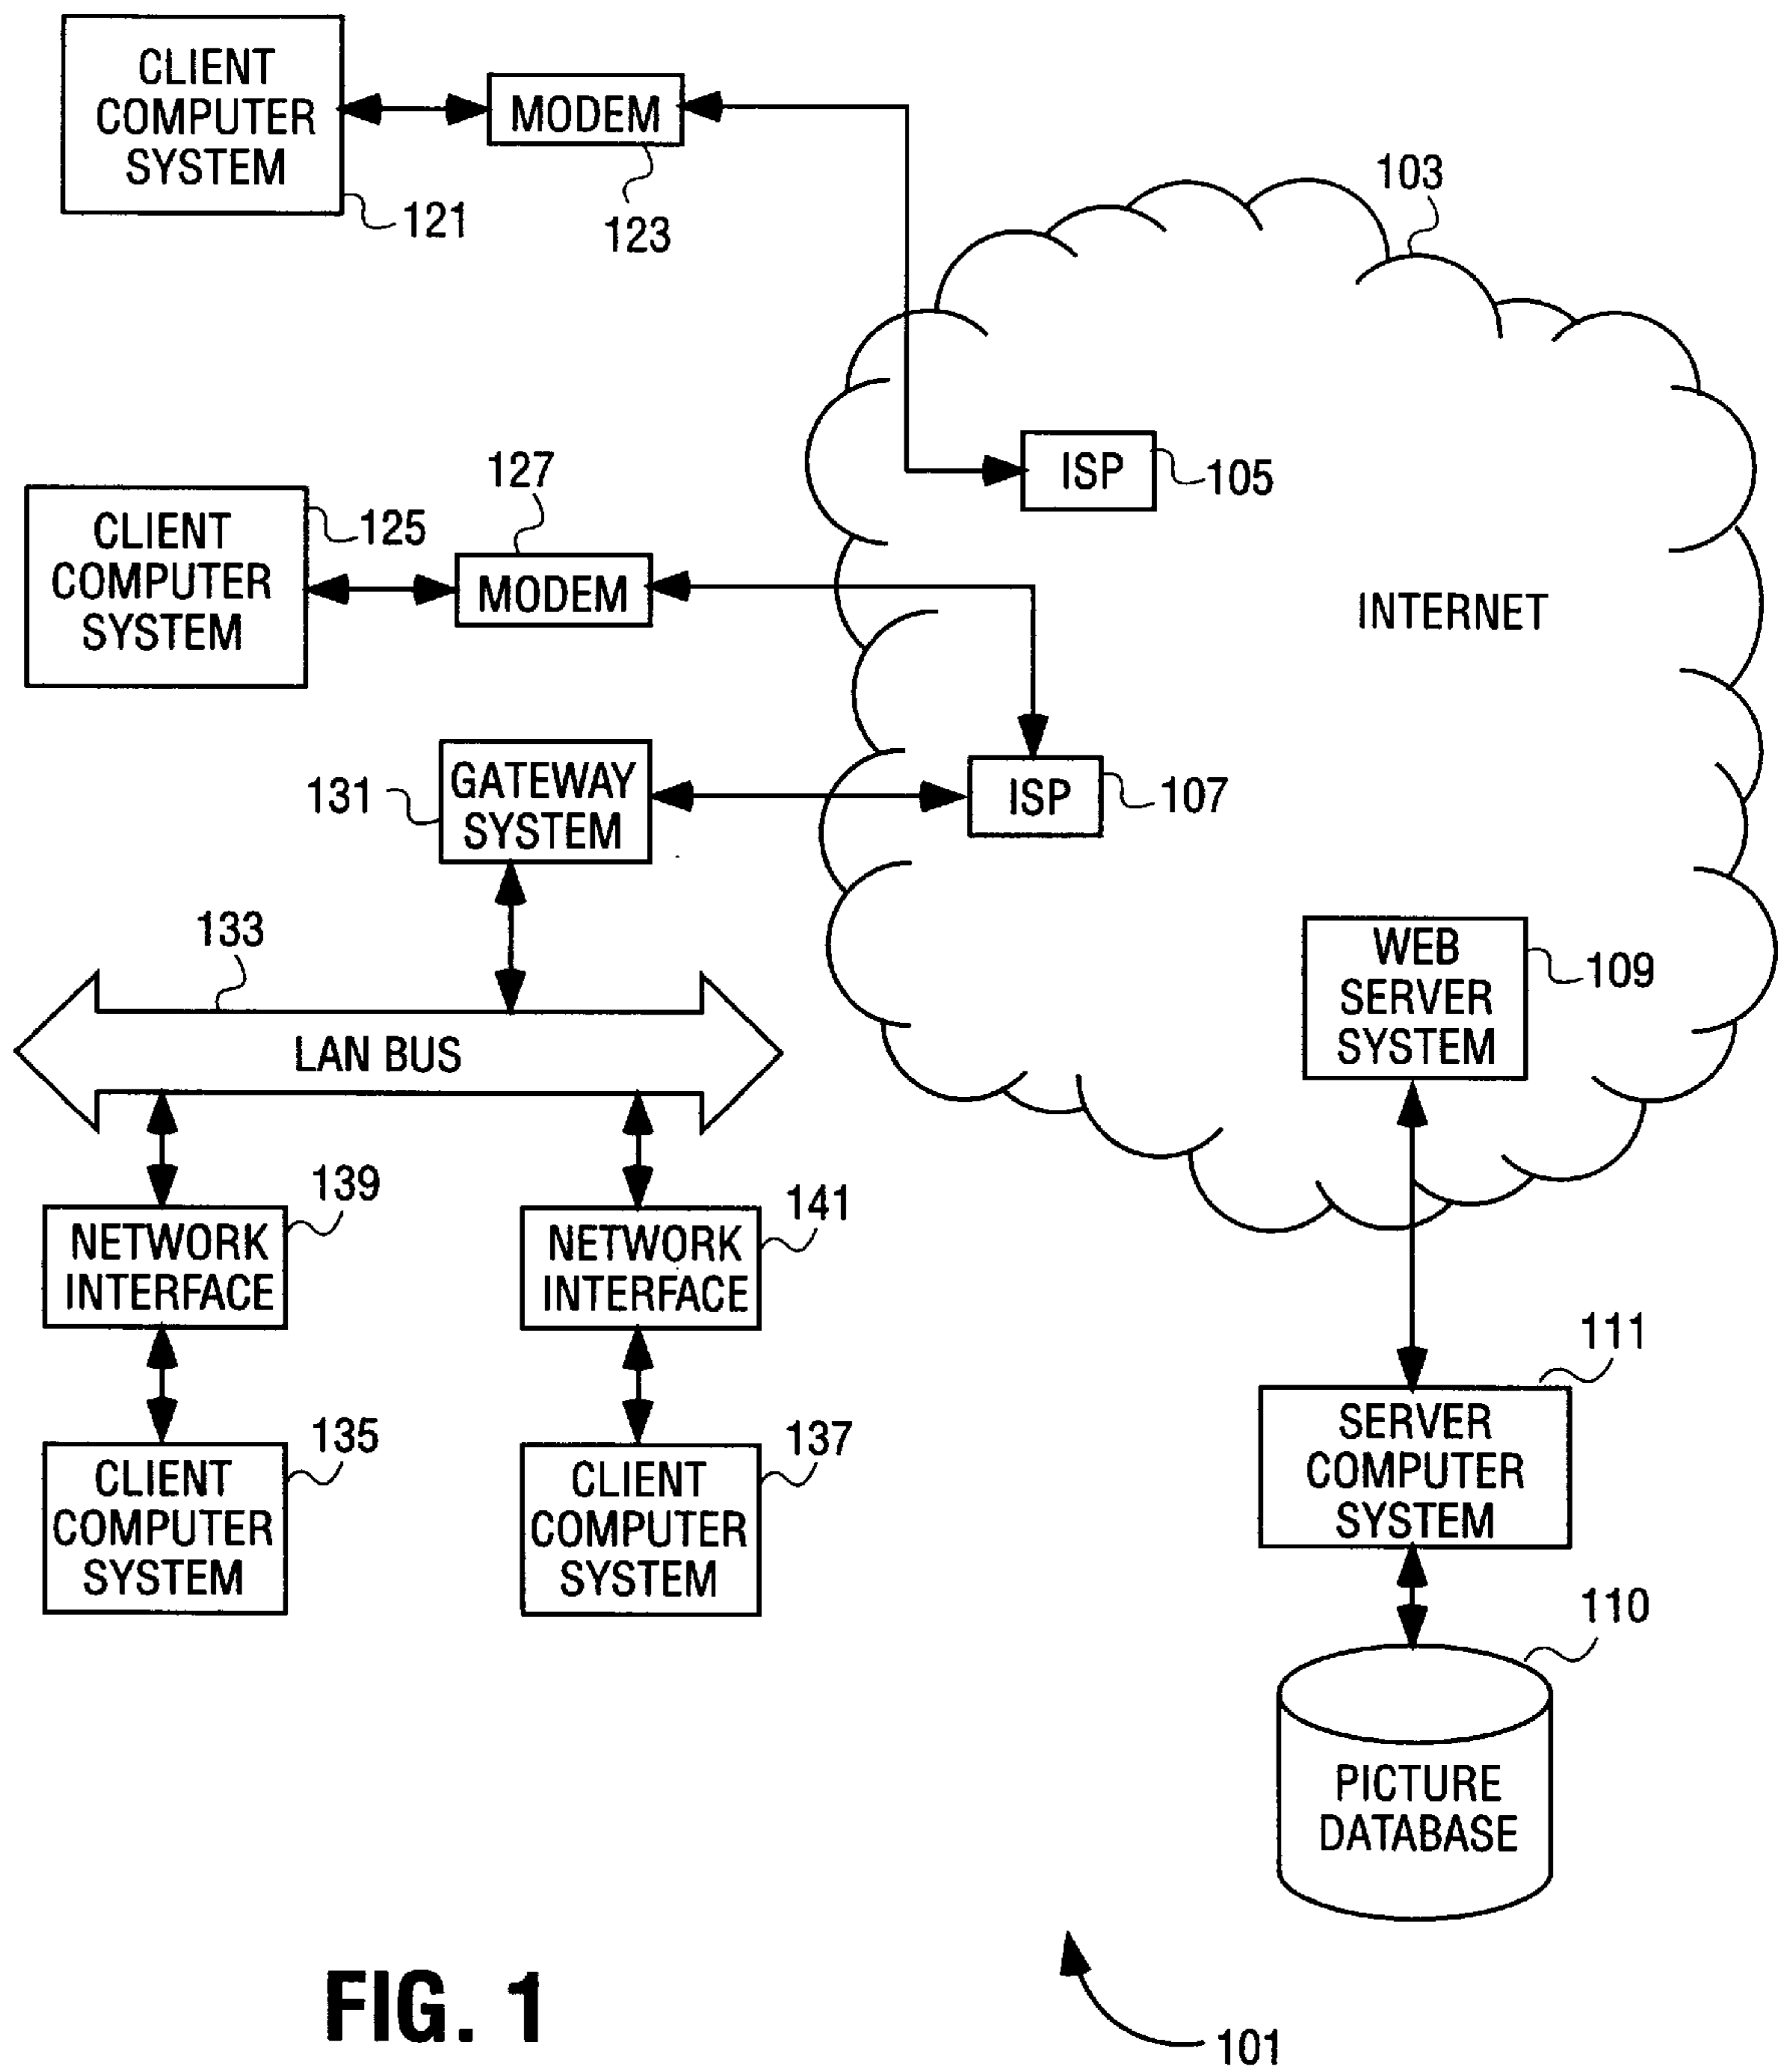 CLIENT
COMPUTER
SYSTEM
121
MODEM
123
103
ISP
105
127
CLIENT
COMPUTER
SYSTEM
125
MODEM
INTERNET
GATEWAY
SYSTEM
131
ISP
107
133
LAN BUS
WEB
SERVER
SYSTEM
109
139
NETWORK
INTERFACE
141
NETWORK
INTERFACE
111
SERVER
COMPUTER
SYSTEM
135
CLIENT
COMPUTER
SYSTEM
137
CLIENT
COMPUTER
SYSTEM
110
PICTURE
DATABASE
FIG. 1
101